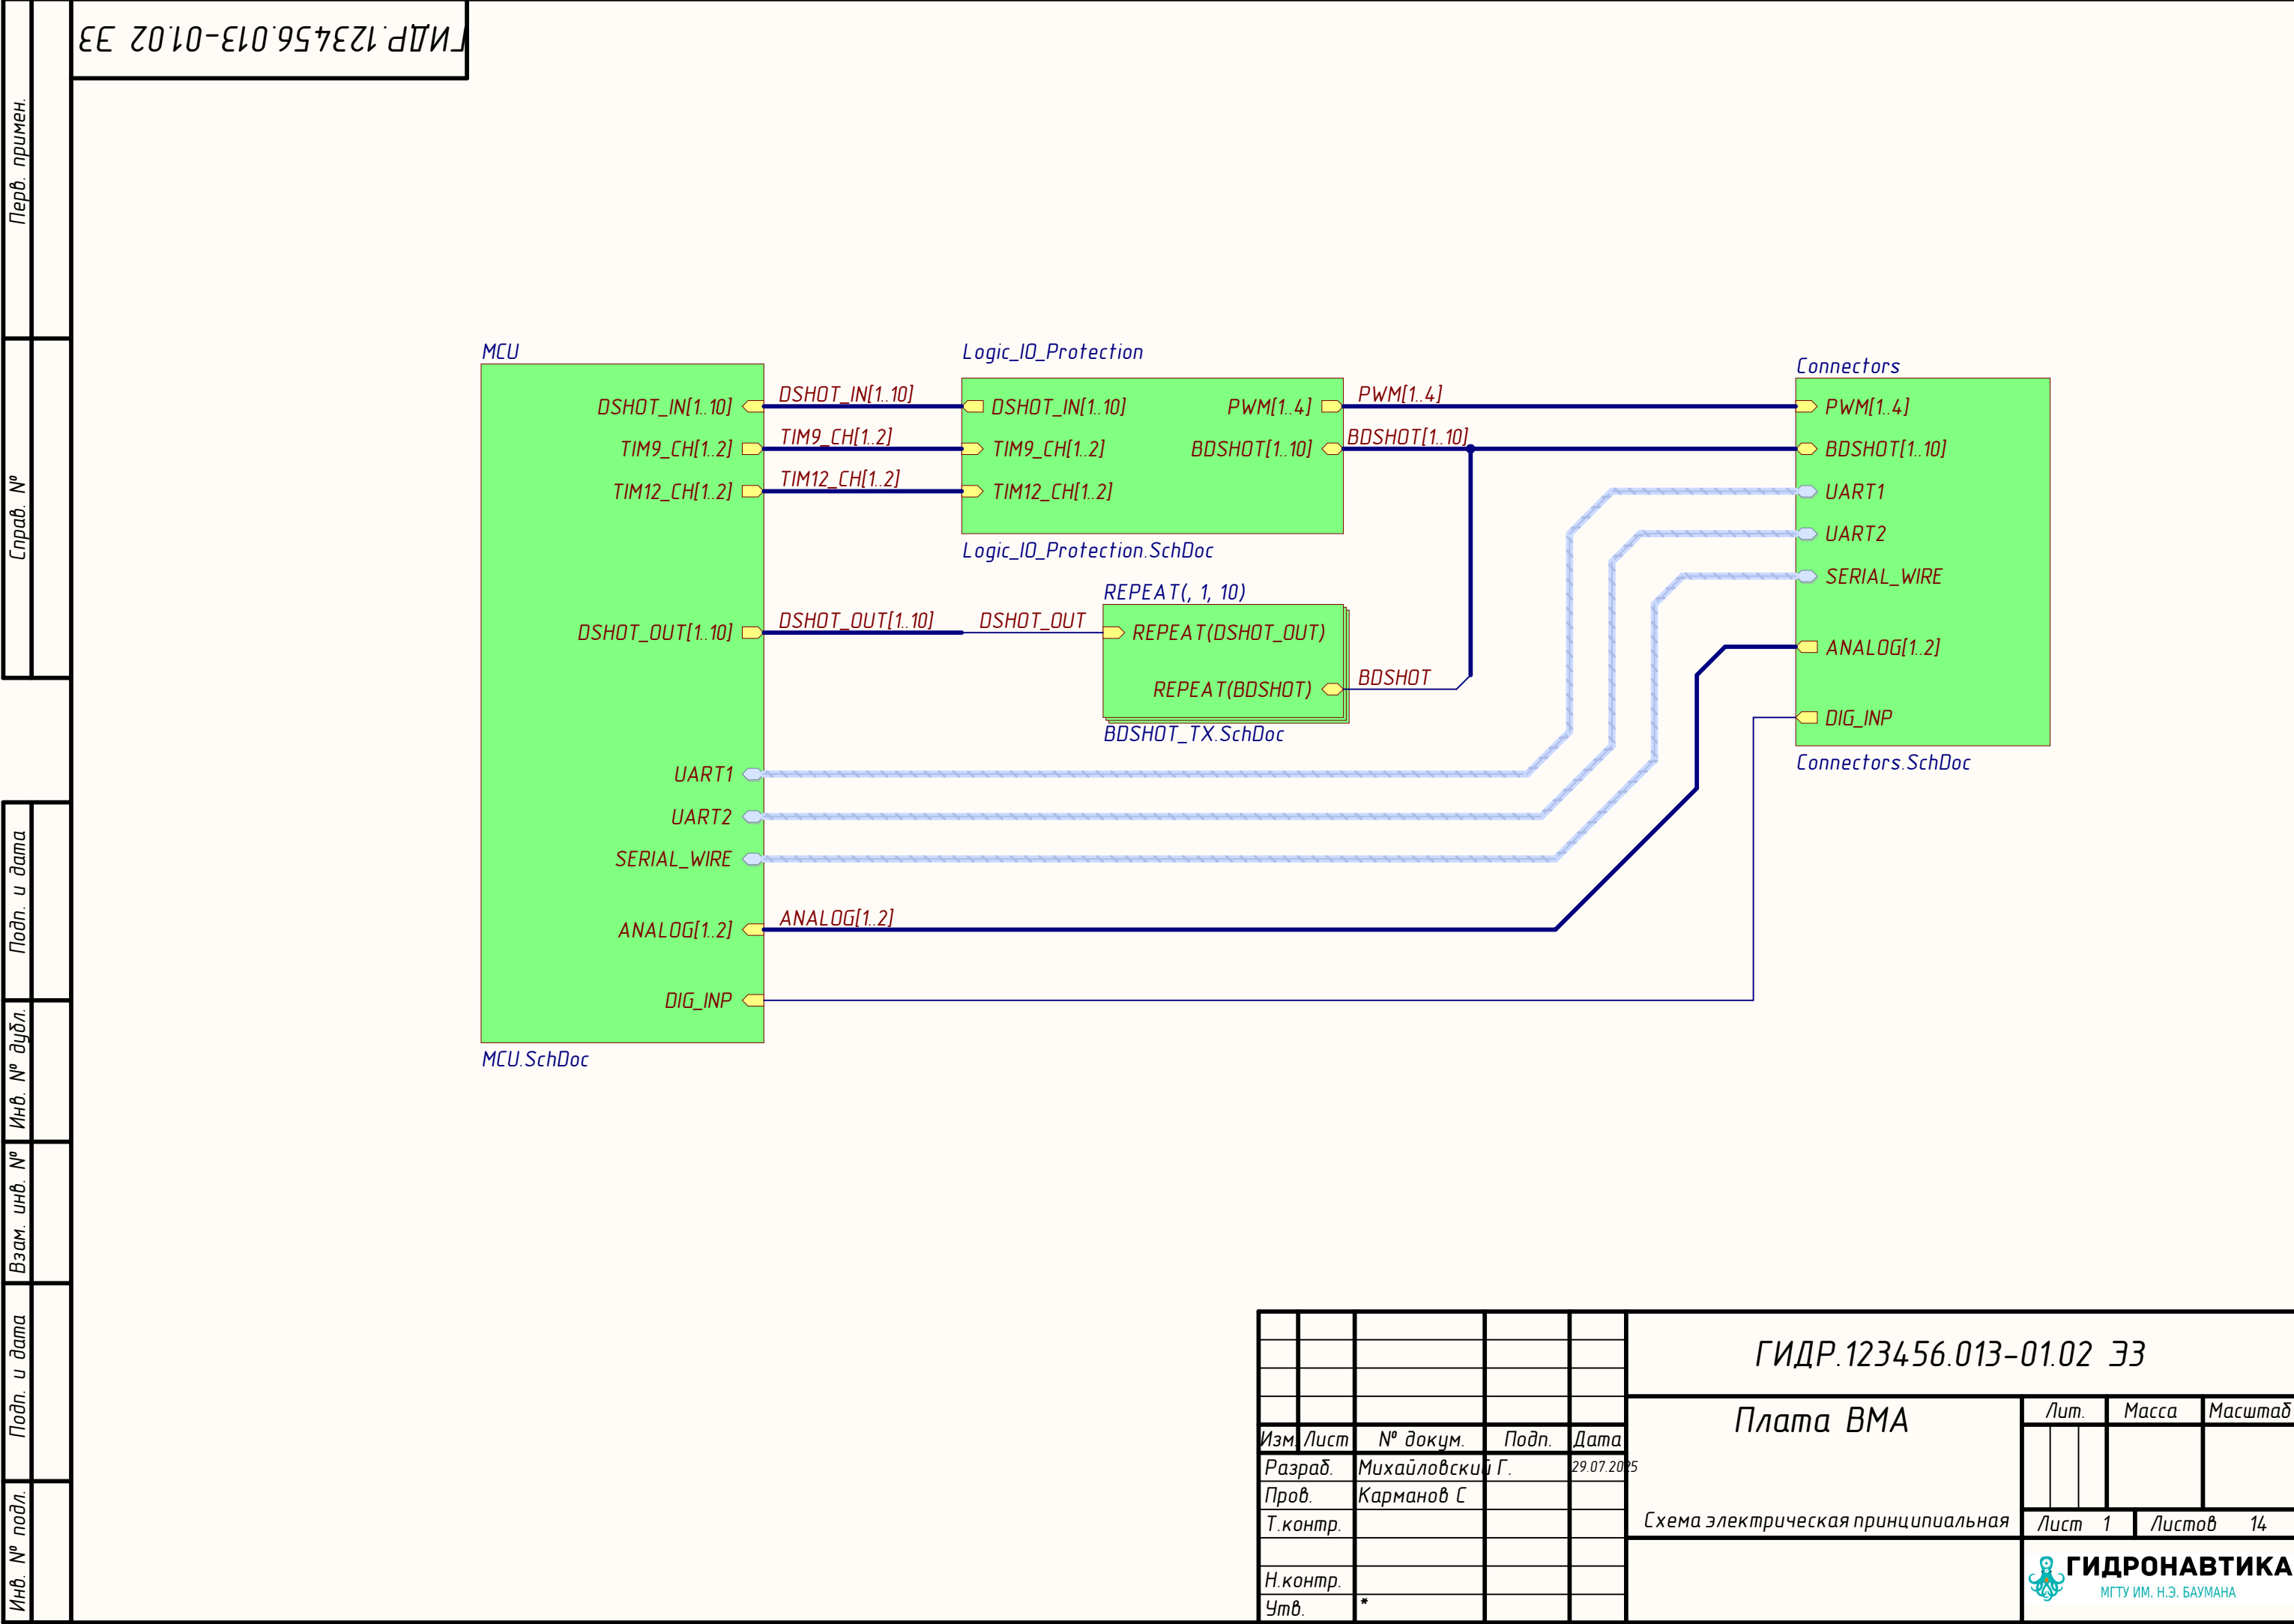 ГИДР.123456.013-01.02 Э3
Перв. примен.
Справ. №
Подп. и дата
Инв. № дубл.
Взам. инв. №
Подп. и дата
Инв. № подл.
MCU
DSHOT_IN[1..10]
TIM9_CH[1..2]
TIM12_CH[1..2]
DSHOT_OUT[1..10]
UART1
UART2
SERIAL_WIRE
ANALOG[1..2]
DIG_INP
MCU.SchDoc
DSHOT_IN[1..10]
TIM9_CH[1..2]
TIM12_CH[1..2]
DSHOT_OUT[1..10] DSHOT_OUT
ANALOG[1..2]
Logic_IO_Protection
DSHOT_IN[1..10] PWM[1..4]
TIM9_CH[1..2] BDSHOT[1..10]
TIM12_CH[1..2]
Logic_IO_Protection.SchDoc
REPEAT(, 1, 10)
REPEAT(DSHOT_OUT)
REPEAT(BDSHOT)
BDSHOT_TX.SchDoc
PWM[1..4]
BDSHOT[1..10]
BDSHOT
Connectors
PWM[1..4]
BDSHOT[1..10]
UART1
UART2
SERIAL_WIRE
ANALOG[1..2]
DIG_INP
Connectors.SchDoc
ГИДР.123456.013-01.02 Э3
Плата ВМА
Схема электрическая принципиальная
Лит. Масса Масштаб
Лист 1 Листов 14
Изм. Лист № докум. Подп. Дата
Разраб. Михайловский Г. 29.07.2025
Пров. Карманов С
Т.контр.
Н.контр.
Утв. *
ГИДРОНАВТИКА
МГТУ ИМ. Н.Э. БАУМАНА